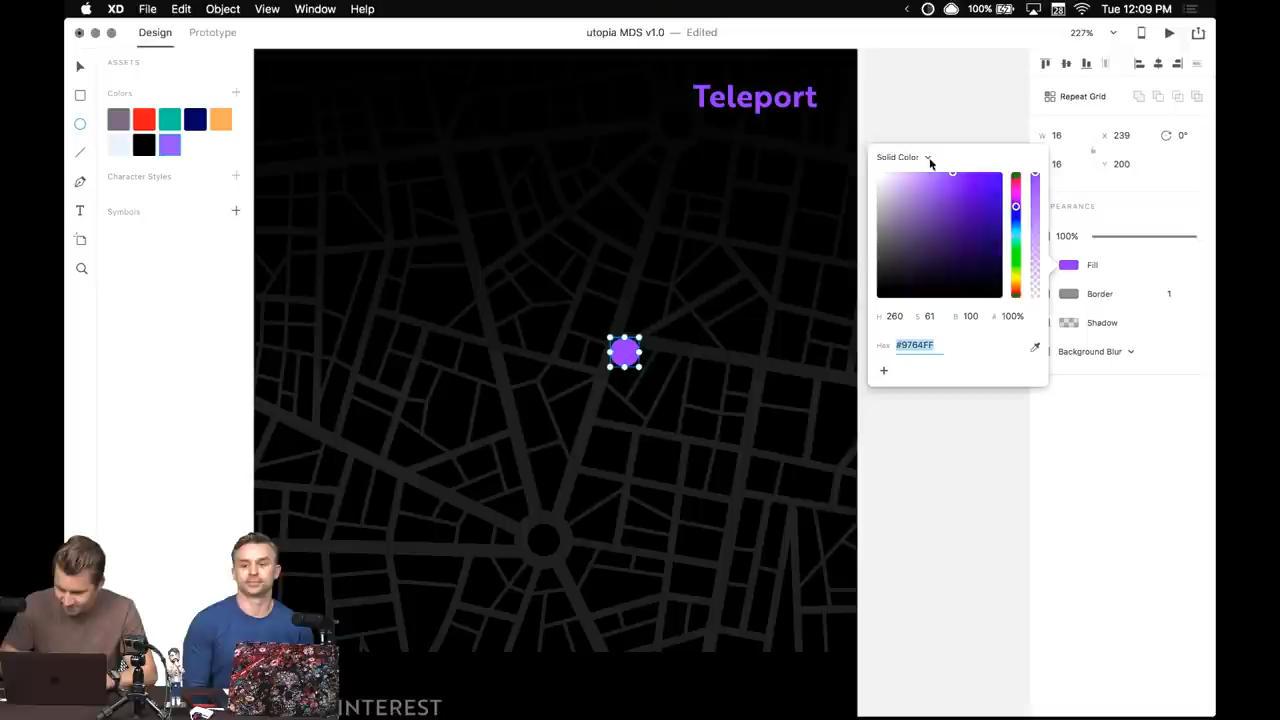 XD File Edit View Window Help 100% 28 Tue 12:09 PM
Design Prototype utopia MDS v1.0 — Edited 227%
ASSETS
Colors
Character Styles
Symbols
Teleport
INTEREST
Solid Color
H 260 S 61 B 100 A 100%
Hex #9764FF
Repeat Grid
W 16 X 239 0°
16 Y 200
PEARANCE
100%
Fill
Border 1
Shadow
Background Blur